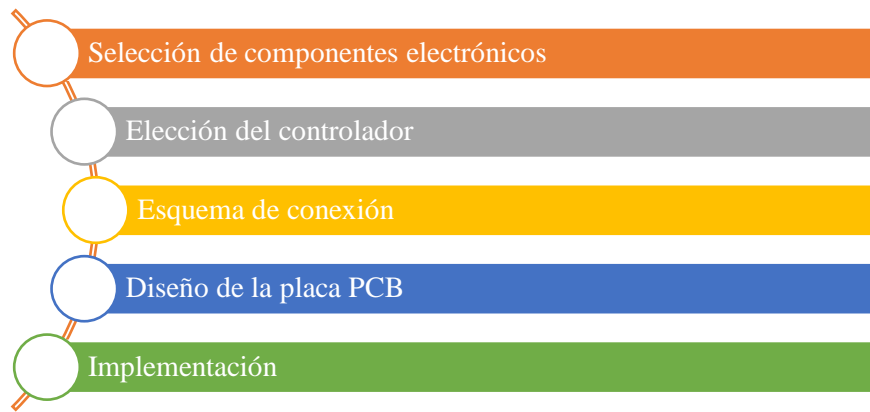 Selección de componentes electrónicos
Elección del controlador
Esquema de conexión
Diseño de la placa PCB
Implementación